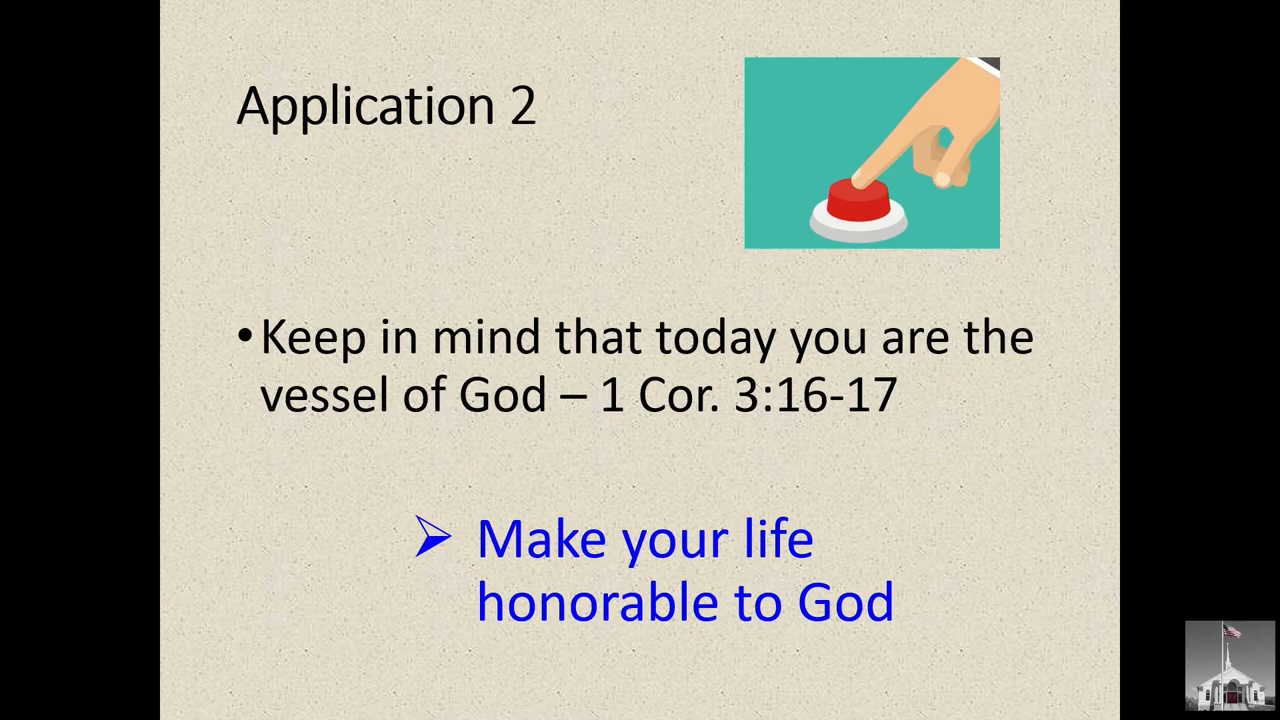 Application 2
•Keep in mind that today you are the
vessel of God – 1 Cor. 3:16-17
➢ Make your life
honorable to God